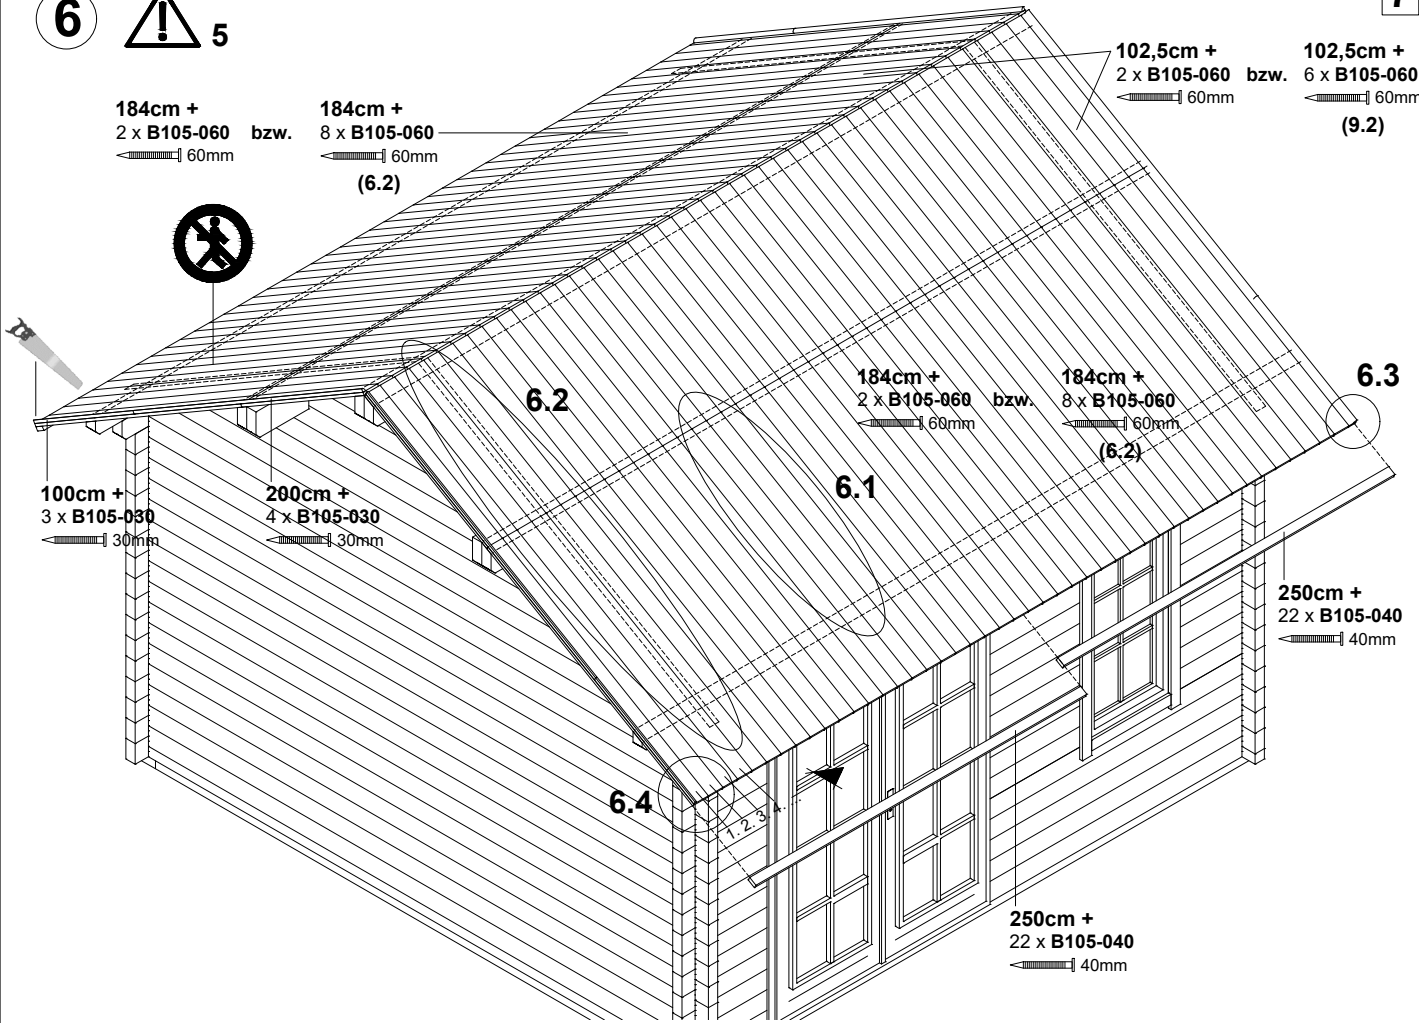 6
5
184cm +
2 x B105-060 bzw.
60mm
184cm +
8 x B105-060
60mm
(6.2)
102,5cm +
2 x B105-060 bzw.
60mm
102,5cm +
6 x B105-060
60mm
(9.2)
6.2
184cm +
2 x B105-060 bzw.
60mm
184cm +
8 x B105-060
60mm
(6.2)
6.3
6.1
100cm +
3 x B105-030
30mm
200cm +
4 x B105-030
30mm
250cm +
22 x B105-040
40mm
6.4
1. 2. 3. 4. ...
250cm +
22 x B105-040
40mm